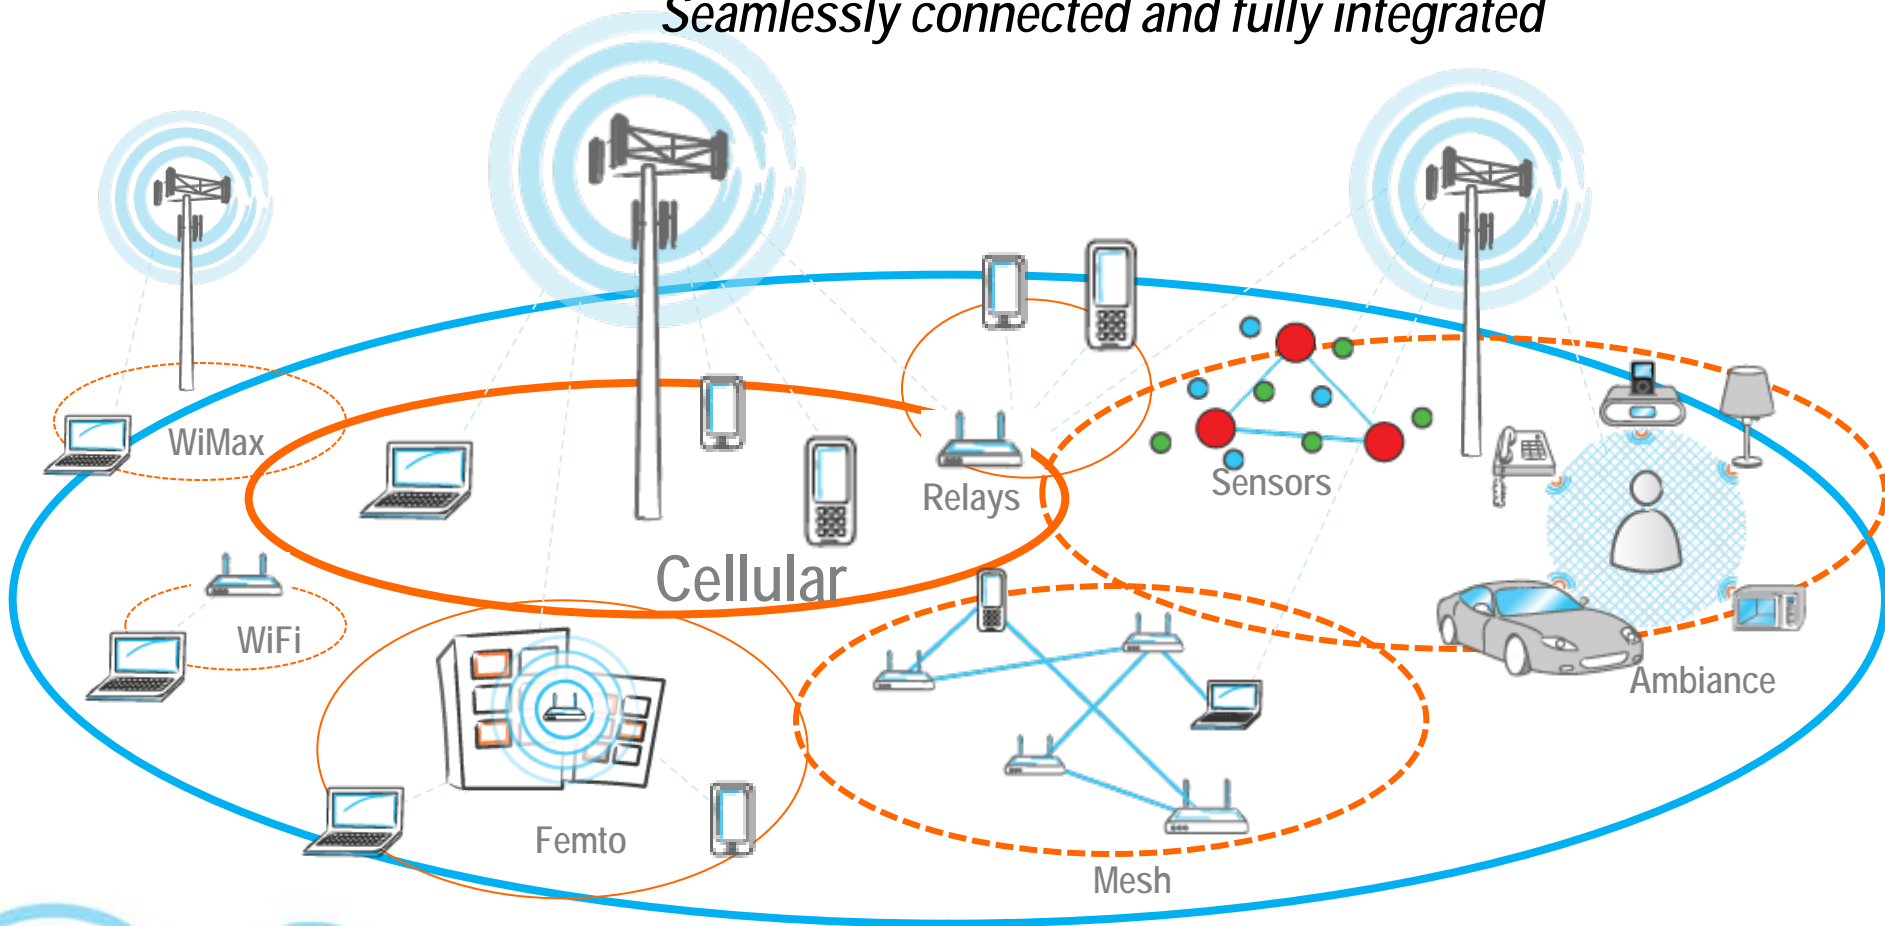 Seamlessly connected and fully integrated
WiMax
Relays
Sensors
Cellular
WiFi
Ambiance
Femto
Mesh